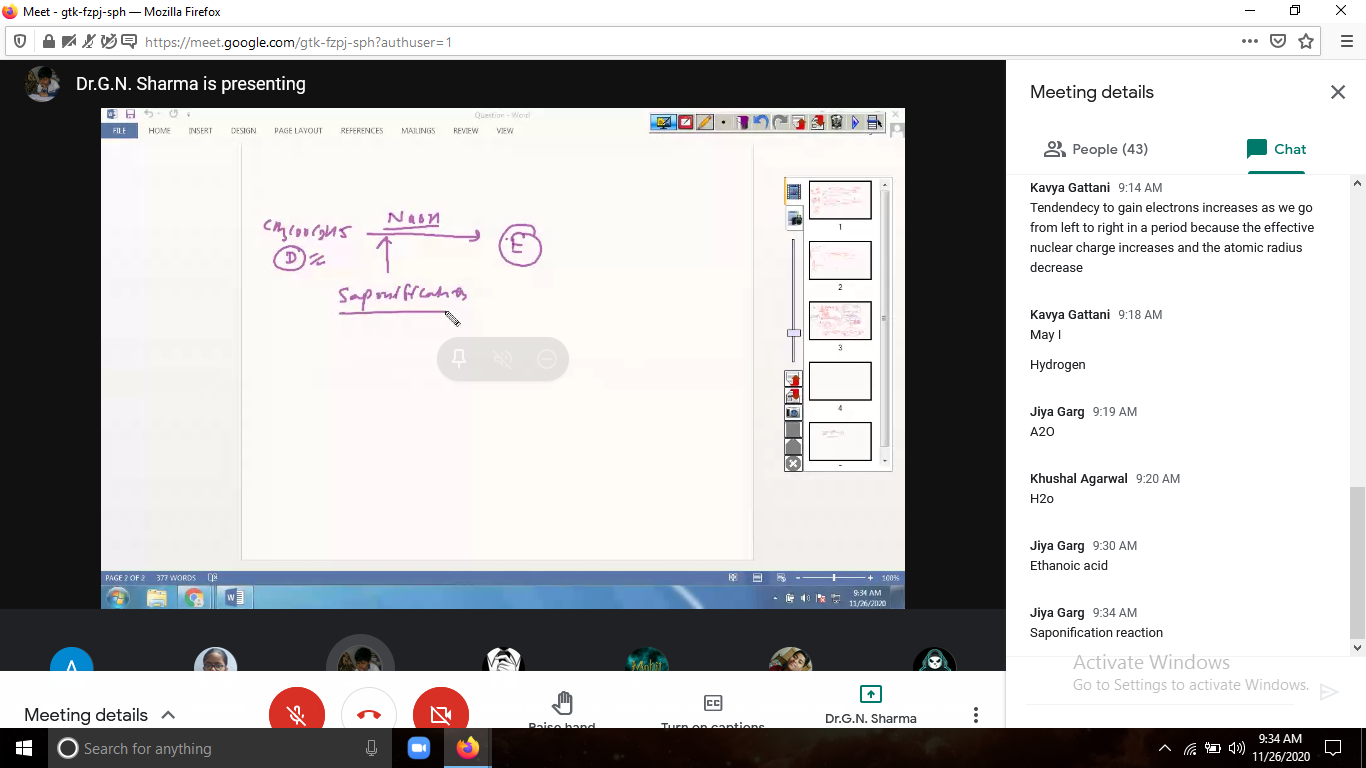 Meet - gtk-fzpj-sph — Mozilla Firefox
https://meet.google.com/gtk-fzpj-sph?authuser=1
Dr.G.N. Sharma is presenting
Question - Word
FILE HOME INSERT DESIGN PAGE LAYOUT REFERENCES MAILINGS REVIEW VIEW
NaOH
CH3COOC2H5
D
E
Saponification
1
2
3
4
PAGE 2 OF 2 377 WORDS
100%
9:34 AM
11/26/2020
Meeting details
People (43)
Chat
Kavya Gattani 9:14 AM
Tendendecy to gain electrons increases as we go
from left to right in a period because the effective
nuclear charge increases and the atomic radius
decrease
Kavya Gattani 9:18 AM
May I
Hydrogen
Jiya Garg 9:19 AM
A2O
Khushal Agarwal 9:20 AM
H2o
Jiya Garg 9:30 AM
Ethanoic acid
Jiya Garg 9:34 AM
Saponification reaction
Activate Windows
Go to Settings to activate Windows.
A
Mohit
Meeting details
Raise hand
Turn on captions
Dr.G.N. Sharma
Search for anything
9:34 AM
11/26/2020